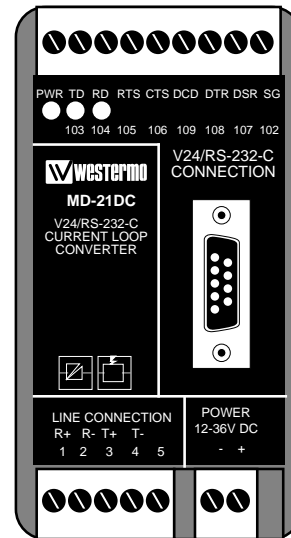 PWR TD RD RTS CTS DCD DTR DSR SG
103 104 105 106 109 108 107 102
Westermo
MD-21DC
V24/RS-232-C
CURRENT LOOP
CONVERTER
V24/RS-232-C
CONNECTION
LINE CONNECTION
R+ R- T+ T-
1 2 3 4 5
POWER
12-36V DC
- +